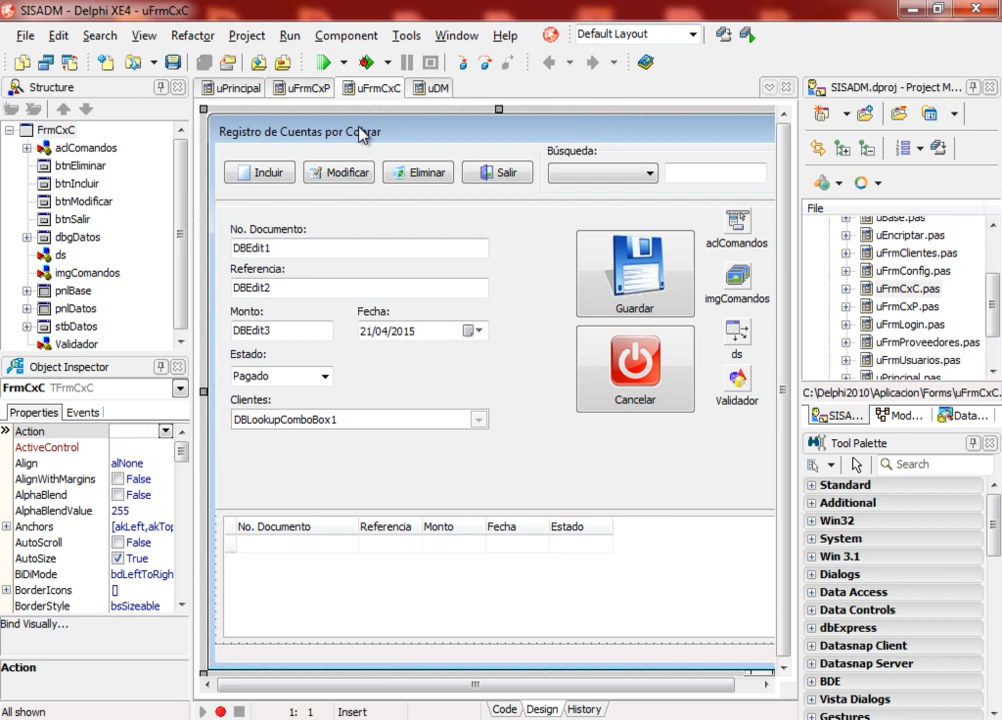 SISADM - Delphi XE4 - uFrmCxC
File Edit Search View Refactor Project Run Component Tools Window Help Default Layout
Structure
FrmCxC
aclComandos
btnEliminar
btnIncluir
btnModificar
btnSalir
dbgDatos
ds
imgComandos
pnlBase
pnlDatos
stbDatos
Validador
Object Inspector
FrmCxC TFrmCxC
Properties Events
Action
ActiveControl
Align alNone
AlignWithMargins False
AlphaBlend False
AlphaBlendValue 255
Anchors [akLeft,akTop
AutoScroll False
AutoSize True
BiDiMode bdLeftToRigh
BorderIcons []
BorderStyle bsSizeable
Bind Visually...
Action
All shown
uPrincipal uFrmCxP uFrmCxC uDM
Registro de Cuentas por Cobrar
Incluir Modificar Eliminar Salir
Búsqueda:
No. Documento:
DBEdit1
Referencia:
DBEdit2
Monto: Fecha:
DBEdit3 21/04/2015
Estado:
Pagado
Clientes:
DBLookupComboBox1
Guardar
Cancelar
aclComandos
imgComandos
ds
Validador
No. Documento Referencia Monto Fecha Estado
1: 1 Insert
Code Design History
SISADM.dproj - Project M...
File
uBase.pas
uEncriptar.pas
uFrmClientes.pas
uFrmConfig.pas
uFrmCxC.pas
uFrmCxP.pas
uFrmLogin.pas
uFrmProveedores.pas
uFrmUsuarios.pas
uPrincipal.pas
C:\Delphi2010\Aplicacion\Forms\uFrmCxC.pas
SISA... Mod... Data...
Tool Palette
Search
Standard
Additional
Win32
System
Win 3.1
Dialogs
Data Access
Data Controls
dbExpress
Datasnap Client
Datasnap Server
BDE
Vista Dialogs
Gestures